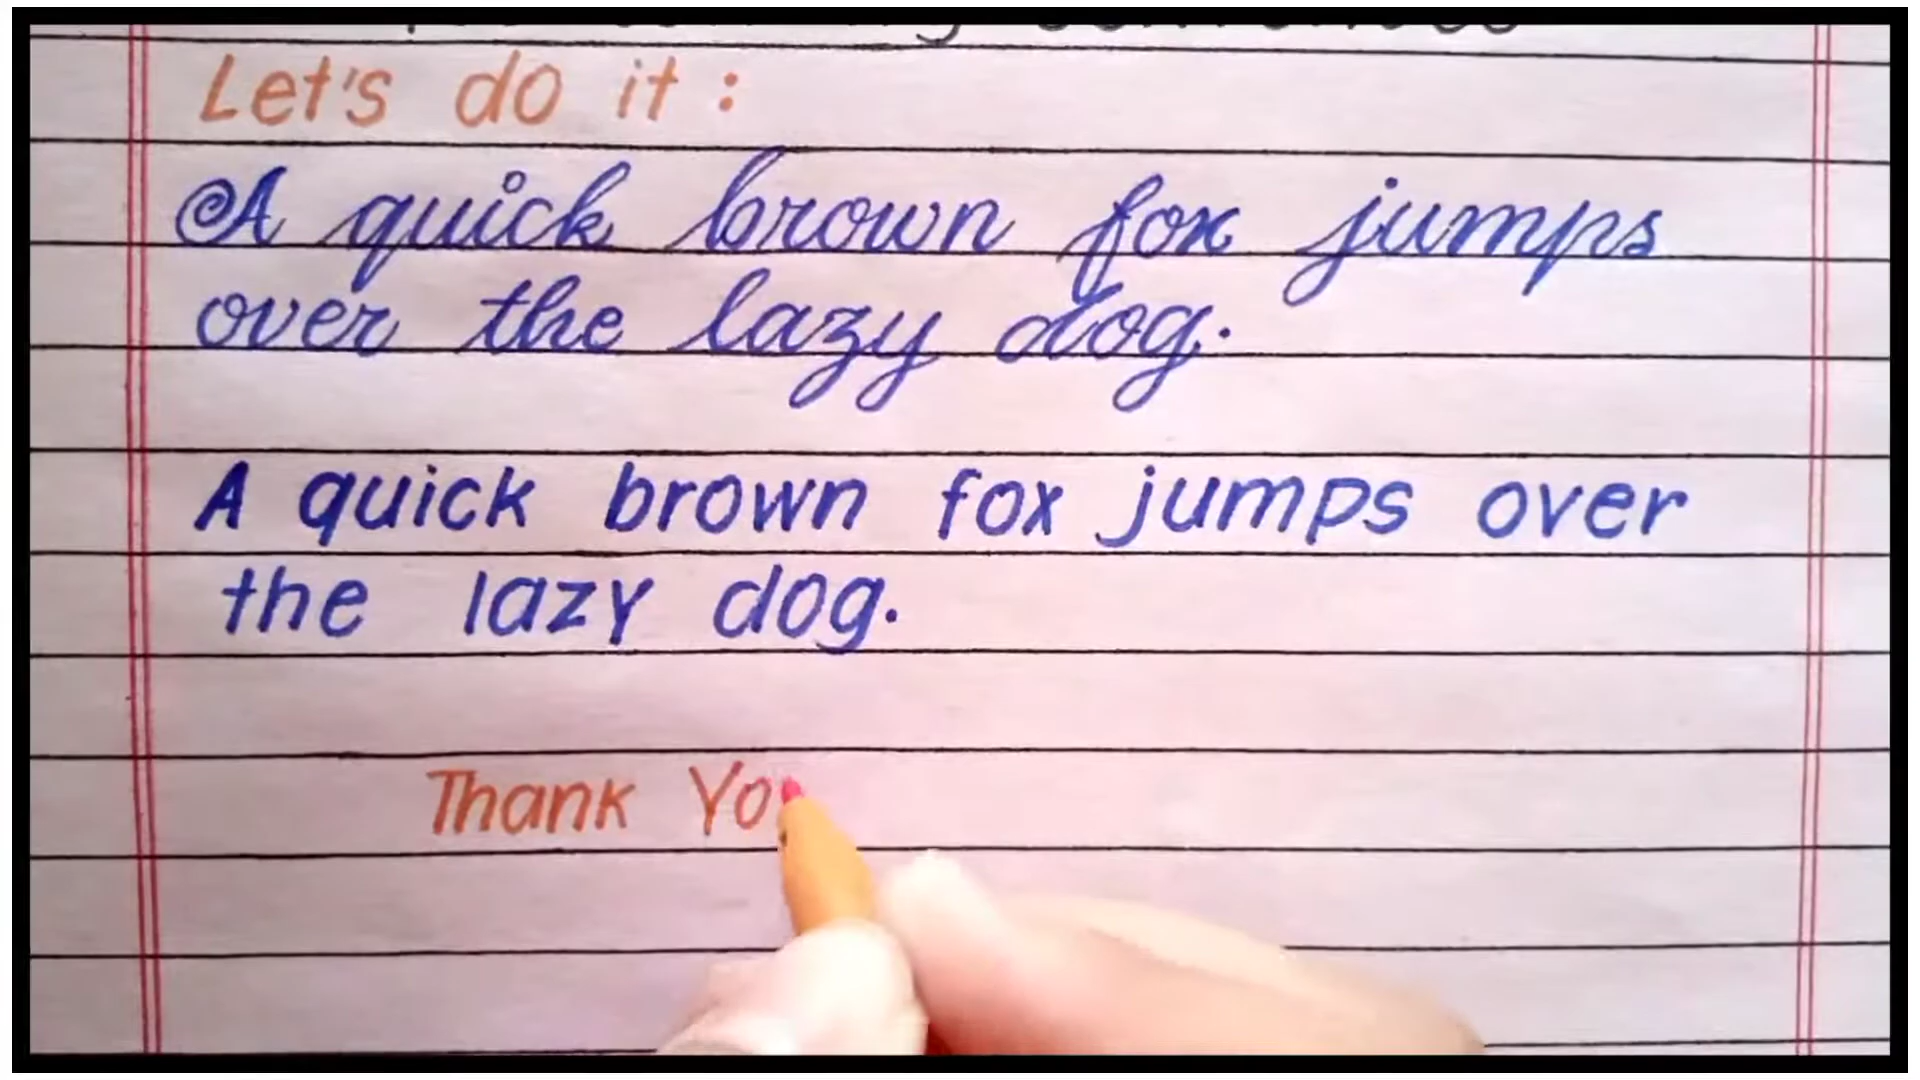 Let's do it :
A quick brown fox jumps
over the lazy dog.
A quick brown fox jumps over
the lazy dog.
Thank Yo